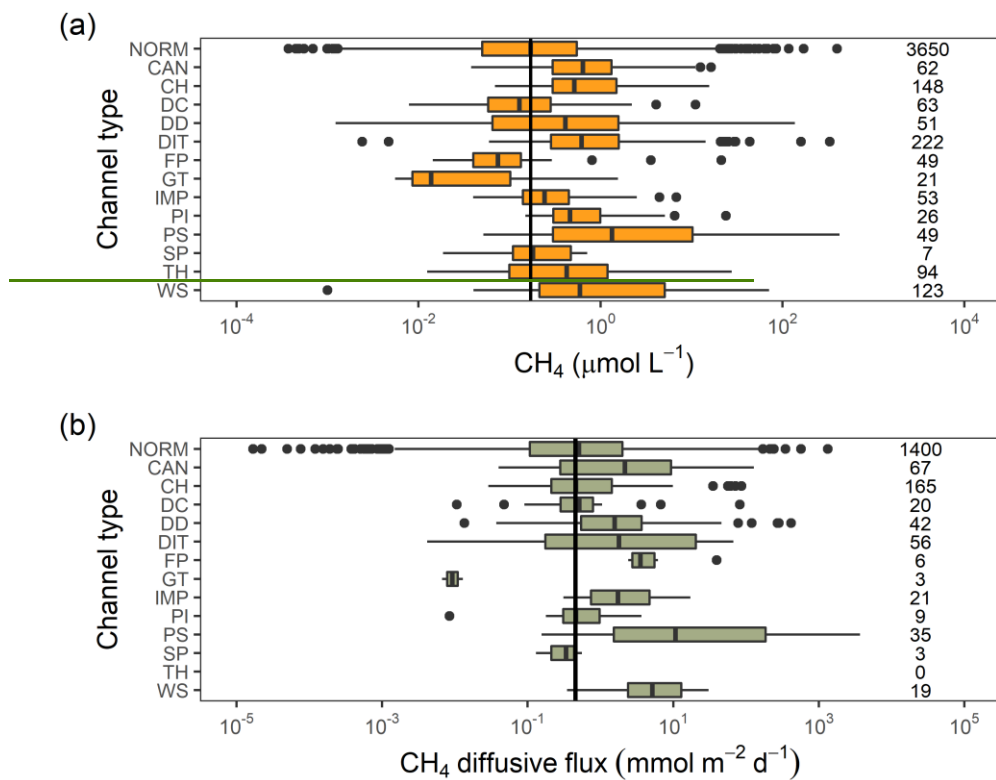 (a)
NORM 3650
CAN 62
CH 148
DC 63
DD 51
DIT 222
FP 49
GT 21
IMP 53
PI 26
PS 49
SP 7
TH 94
WS 123
Channel type
10⁻⁴ 10⁻² 10⁰ 10² 10⁴
CH₄ (μmol L⁻¹)
(b)
NORM 1400
CAN 67
CH 165
DC 20
DD 42
DIT 56
FP 6
GT 3
IMP 21
PI 9
PS 35
SP 3
TH 0
WS 19
Channel type
10⁻⁵ 10⁻³ 10⁻¹ 10¹ 10³ 10⁵
CH₄ diffusive flux (mmol m⁻² d⁻¹)